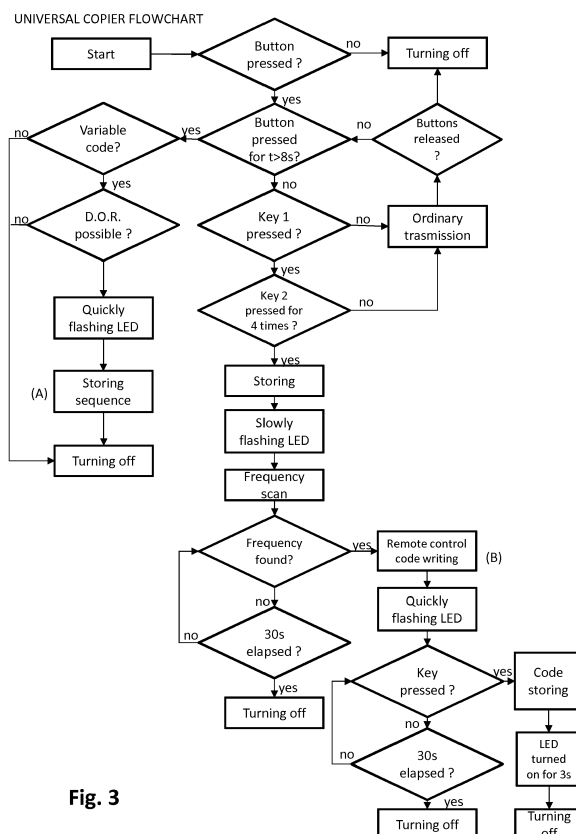 UNIVERSAL COPIER FLOWCHART
Start
Button
pressed ?
no
Turning off
yes
Variable
code?
no
yes
Button
pressed
for t>8s?
no
Buttons
released
?
yes
no
D.O.R.
possible ?
no
Key 1
pressed ?
no
Ordinary
trasmission
yes
Key 2
pressed for
4 times ?
no
Quickly
flashing LED
yes
(A)
Storing
sequence
Storing
Slowly
flashing LED
Turning off
Frequency
scan
Frequency
found?
yes
Remote control
code writing
(B)
no
Quickly
flashing LED
30s
elapsed ?
no
yes
Turning off
Key
pressed ?
yes
Code
storing
no
30s
elapsed ?
no
LED
turned
on for 3s
yes
Turning off
Turning
off
Fig. 3